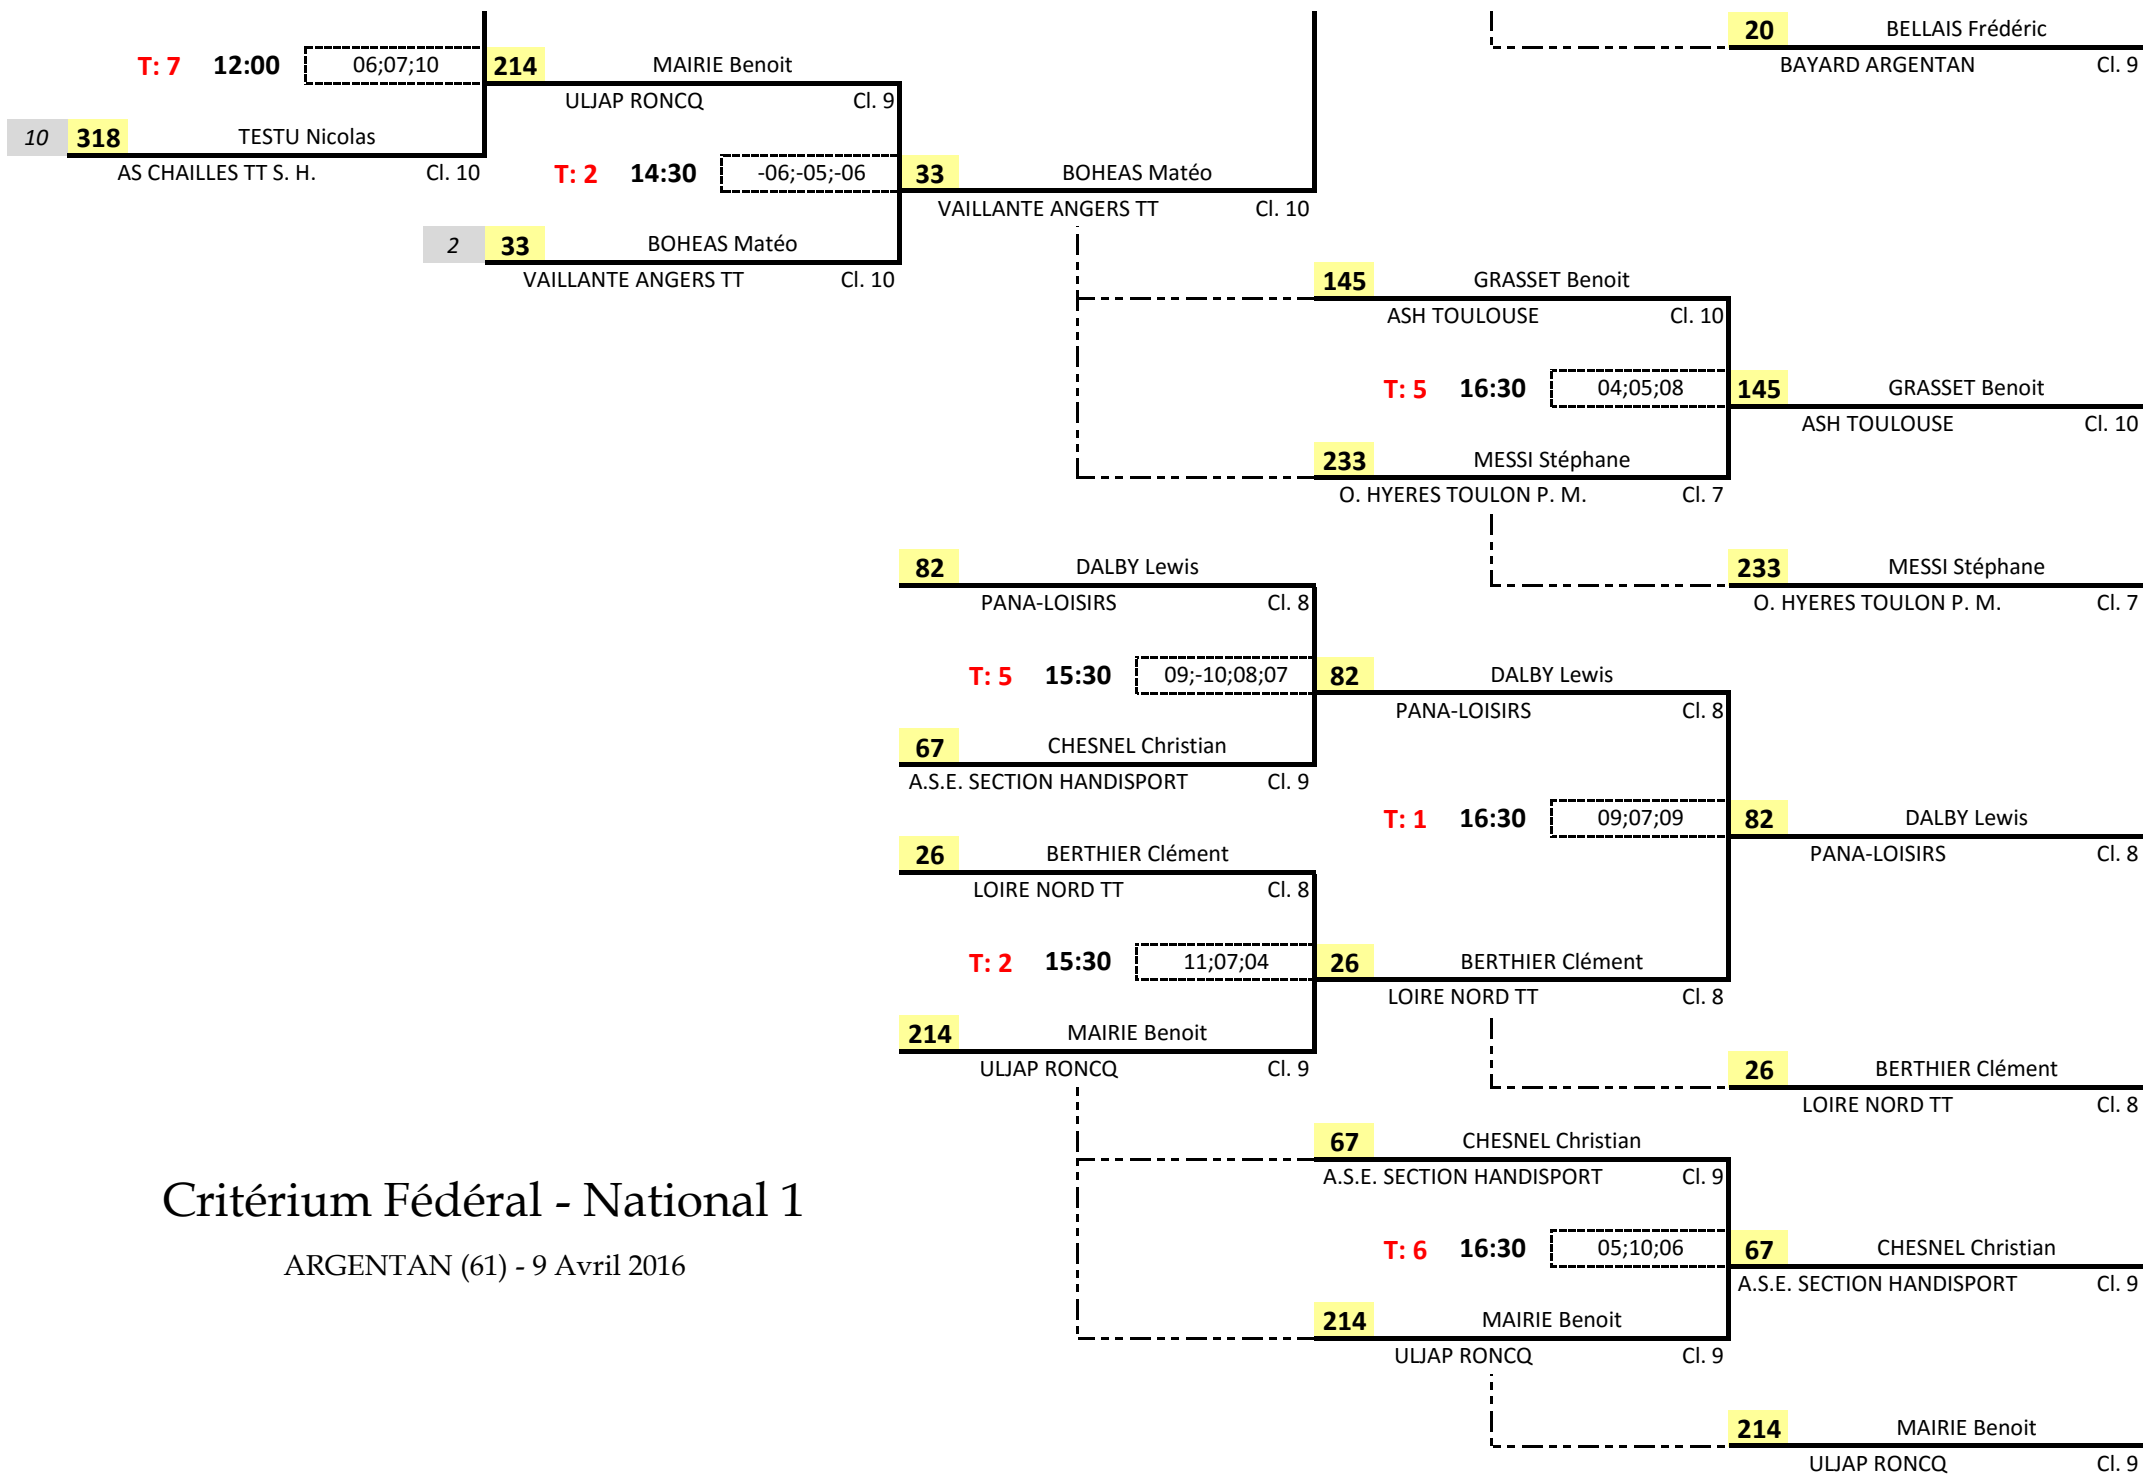 20 BELLAIS Frédéric
T: 7 12:00 06;07;10 214 MAIRIE Benoit BAYARD ARGENTAN Cl. 9
ULJAP RONCQ Cl. 9
10 318 TESTU Nicolas
AS CHAILLES TT S. H. Cl. 10 T: 2 14:30 -06;-05;-06 33 BOHEAS Matéo
VAILLANTE ANGERS TT Cl. 10
2 33 BOHEAS Matéo
VAILLANTE ANGERS TT Cl. 10 145 GRASSET Benoit
ASH TOULOUSE Cl. 10
T: 5 16:30 04;05;08 145 GRASSET Benoit
ASH TOULOUSE Cl. 10
233 MESSI Stéphane
O. HYERES TOULON P. M. Cl. 7
82 DALBY Lewis 233 MESSI Stéphane
PANA-LOISIRS Cl. 8 O. HYERES TOULON P. M. Cl. 7
T: 5 15:30 09;-10;08;07 82 DALBY Lewis
PANA-LOISIRS Cl. 8
67 CHESNEL Christian
A.S.E. SECTION HANDISPORT Cl. 9
T: 1 16:30 09;07;09 82 DALBY Lewis
26 BERTHIER Clément PANA-LOISIRS Cl. 8
LOIRE NORD TT Cl. 8
T: 2 15:30 11;07;04 26 BERTHIER Clément
LOIRE NORD TT Cl. 8
214 MAIRIE Benoit
ULJAP RONCQ Cl. 9 26 BERTHIER Clément
LOIRE NORD TT Cl. 8
67 CHESNEL Christian
A.S.E. SECTION HANDISPORT Cl. 9
Critérium Fédéral - National 1
T: 6 16:30 05;10;06 67 CHESNEL Christian
ARGENTAN (61) - 9 Avril 2016
A.S.E. SECTION HANDISPORT Cl. 9
214 MAIRIE Benoit
ULJAP RONCQ Cl. 9
214 MAIRIE Benoit
ULJAP RONCQ Cl. 9